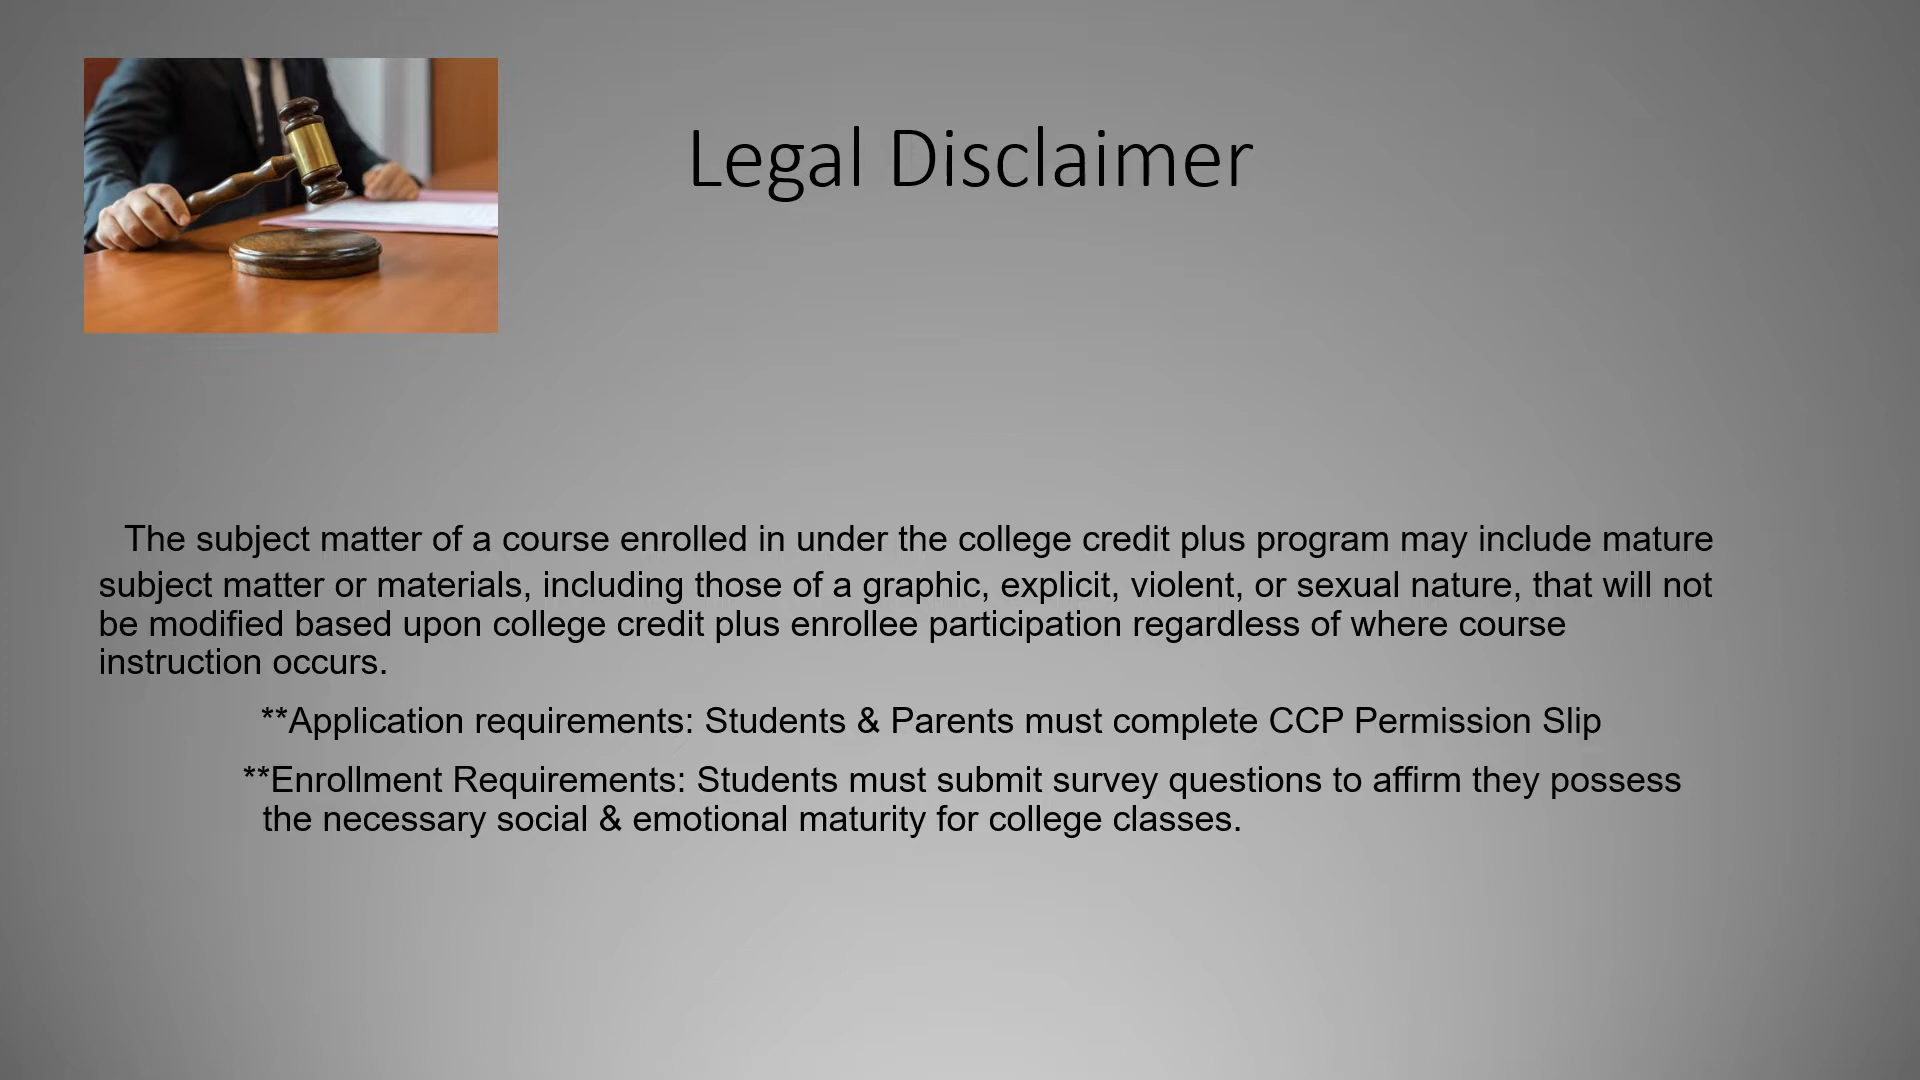 Legal Disclaimer
The subject matter of a course enrolled in under the college credit plus program may include mature
subject matter or materials, including those of a graphic, explicit, violent, or sexual nature, that will not
be modified based upon college credit plus enrollee participation regardless of where course
instruction occurs.
**Application requirements: Students & Parents must complete CCP Permission Slip
**Enrollment Requirements: Students must submit survey questions to affirm they possess
the necessary social & emotional maturity for college classes.